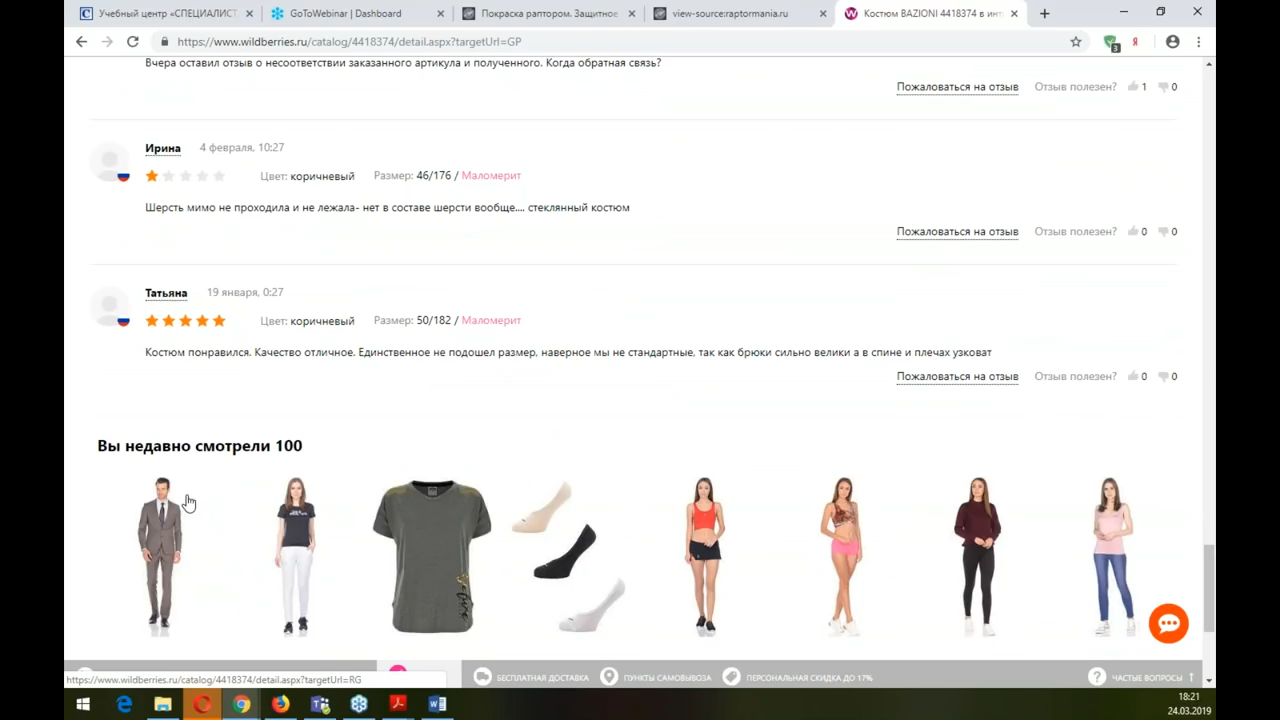 Учебный центр «СПЕЦИАЛИСТ
GoToWebinar | Dashboard
Покраска раптором. Защитное
view-source:raptormania.ru
Костюм BAZIONI 4418374 в инт
https://www.wildberries.ru/catalog/4418374/detail.aspx?targetUrl=GP
3
Я
Вчера оставил отзыв о несоответствии заказанного артикула и полученного. Когда обратная связь?
Пожаловаться на отзыв Отзыв полезен? 1 0
Ирина 4 февраля, 10:27
Цвет: коричневый Размер: 46/176 / Маломерит
Шерсть мимо не проходила и не лежала- нет в составе шерсти вообще.... стеклянный костюм
Пожаловаться на отзыв Отзыв полезен? 0 0
Татьяна 19 января, 0:27
Цвет: коричневый Размер: 50/182 / Маломерит
Костюм понравился. Качество отличное. Единственное не подошел размер, наверное мы не стандартные, так как брюки сильно велики а в спине и плечах узковат
Пожаловаться на отзыв Отзыв полезен? 0 0
Вы недавно смотрели 100
БЕСПЛАТНАЯ ДОСТАВКА ПУНКТЫ САМОВЫВОЗА ПЕРСОНАЛЬНАЯ СКИДКА ДО 17% ? ЧАСТЫЕ ВОПРОСЫ
https://www.wildberries.ru/catalog/4418374/detail.aspx?targetUrl=RG
18:21
24.03.2019